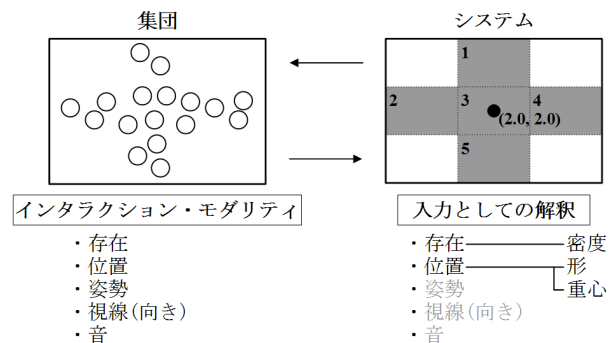 集団
システム
1
2
3
4
(2.0, 2.0)
5
インタラクション・モダリティ
入力としての解釈
・存在
・位置
・姿勢
・視線(向き)
・音
・存在
密度
・位置
形
・姿勢
重心
・視線(向き)
・音